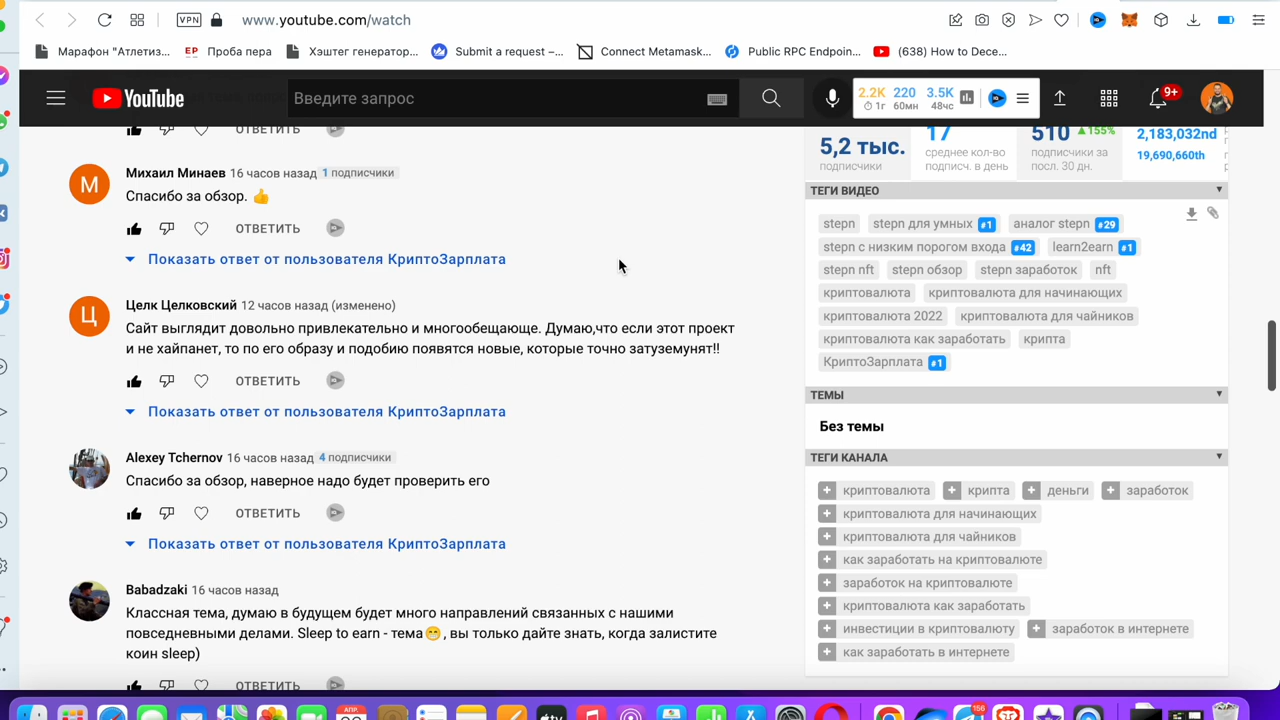 VPN www.youtube.com/watch
Марафон "Атлетиз... EP Проба пера Хэштег генератор... Submit a request –... Connect Metamask... Public RPC Endpoin... (638) How to Dece...
YouTube Введите запрос 2.2K 220 3.5K 9+
1г 60мн 48чс
ОТВЕТИТЬ
Михаил Минаев 16 часов назад 1 подписчики
Спасибо за обзор. 👍
ОТВЕТИТЬ
Показать ответ от пользователя КриптоЗарплата
Целк Целковский 12 часов назад (изменено)
Сайт выглядит довольно привлекательно и многообещающе. Думаю,что если этот проект
и не хайпанет, то по его образу и подобию появятся новые, которые точно затуземунят!!
ОТВЕТИТЬ
Показать ответ от пользователя КриптоЗарплата
Alexey Tchernov 16 часов назад 4 подписчики
Спасибо за обзор, наверное надо будет проверить его
ОТВЕТИТЬ
Показать ответ от пользователя КриптоЗарплата
Babadzaki 16 часов назад
Классная тема, думаю в будущем будет много направлений связанных с нашими
повседневными делами. Sleep to earn - тема😁, вы только дайте знать, когда залистите
коин sleep)
ОТВЕТИТЬ
5,2 тыс. 17 510 ▲155% 2,183,032nd
подписчики среднее кол-во подписчики за 19,690,660th
подписч. в день посл. 30 дн.
ТЕГИ ВИДЕО
stepn stepn для умных #1 аналог stepn #29
stepn с низким порогом входа #42 learn2earn #1
stepn nft stepn обзор stepn заработок nft
криптовалюта криптовалюта для начинающих
криптовалюта 2022 криптовалюта для чайников
криптовалюта как заработать крипта
КриптоЗарплата #1
ТЕМЫ
Без темы
ТЕГИ КАНАЛА
+ криптовалюта + крипта + деньги + заработок
+ криптовалюта для начинающих
+ криптовалюта для чайников
+ как заработать на криптовалюте
+ заработок на криптовалюте
+ криптовалюта как заработать
+ инвестиции в криптовалюту + заработок в интернете
+ как заработать в интернете
АПР. tv 156